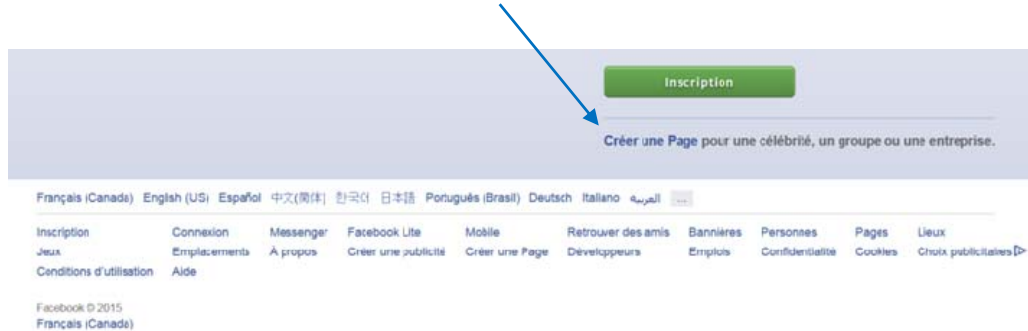 Inscription
Créer une Page pour une célébrité, un groupe ou une entreprise.
Français (Canada) English (US) Español 中文(简体) 한국어 日本語 Português (Brasil) Deutsch Italiano العربية ...
Inscription Connexion Messenger Facebook Lite Mobile Retrouver des amis Bannières Personnes Pages Lieux
Jeux Emplacements À propos Créer une publicité Créer une Page Développeurs Emplois Confidentialité Cookies Choix publicitaires
Conditions d'utilisation Aide
Facebook © 2015
Français (Canada)